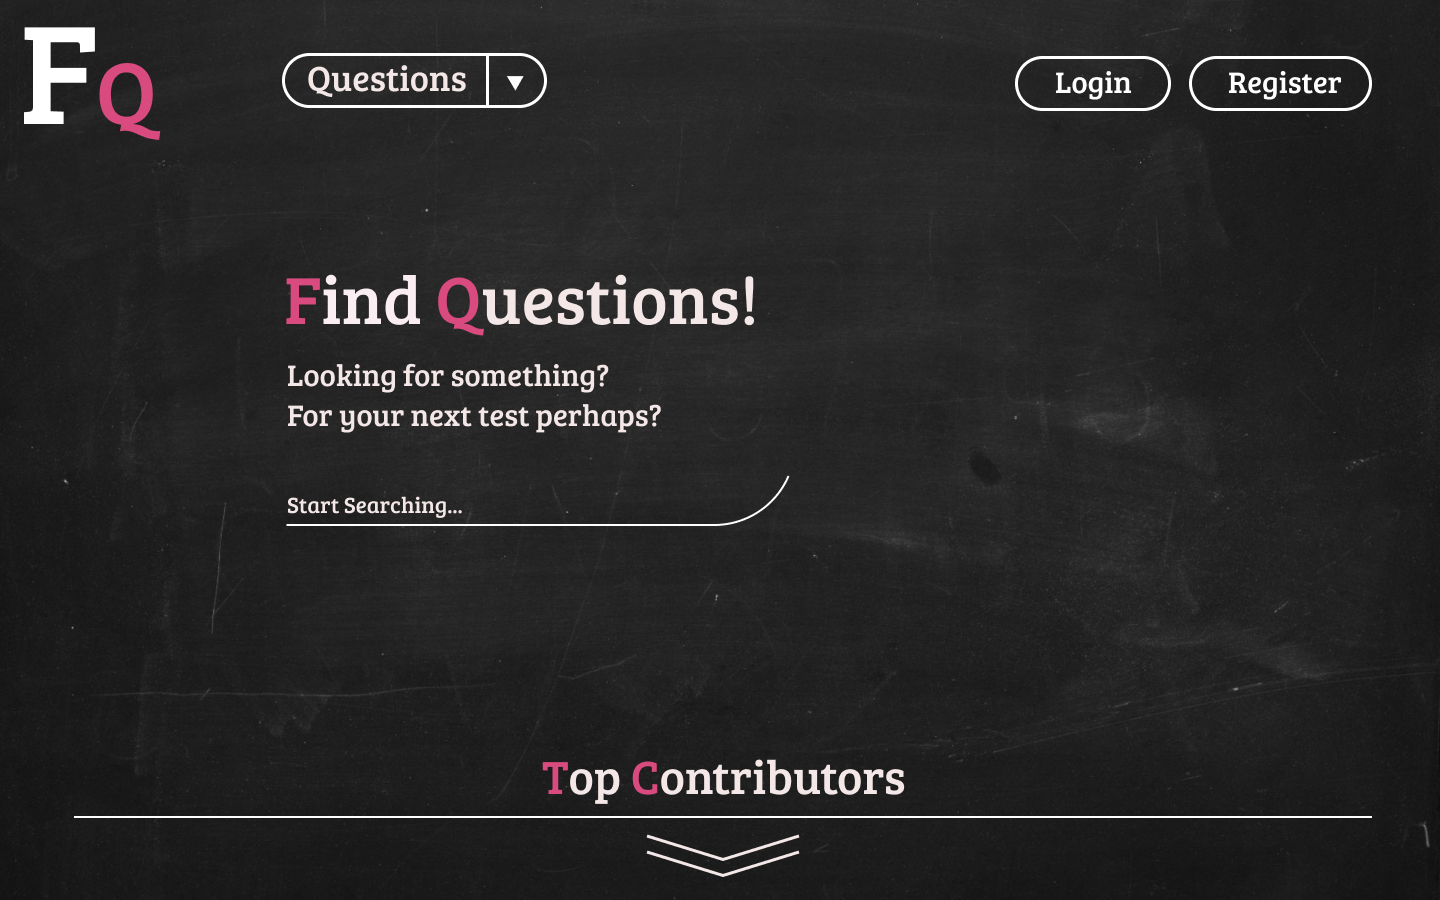 FQ
Questions
Login
Register
Find Questions!
Looking for something?
For your next test perhaps?
Start Searching...
Top Contributors